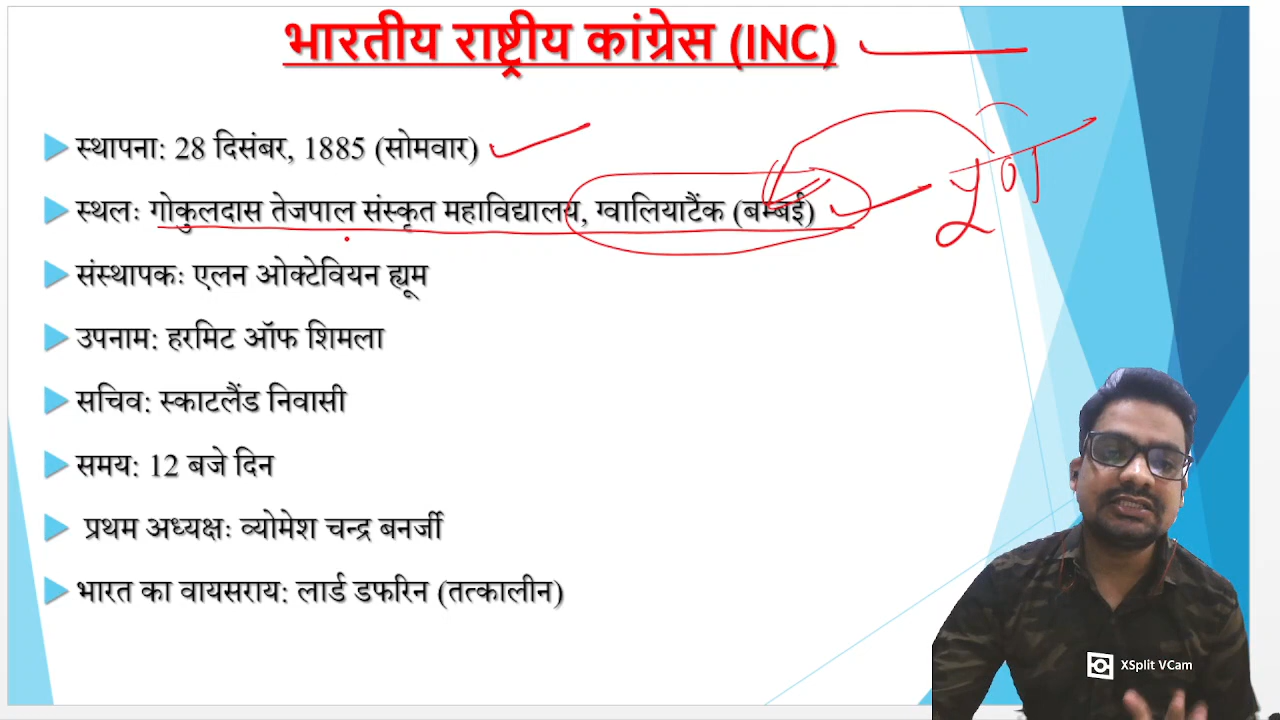 भारतीय राष्ट्रीय कांग्रेस (INC)
स्थापना: 28 दिसंबर, 1885 (सोमवार)
स्थलः गोकुलदास तेजपाल संस्कृत महाविद्यालय, ग्वालियाटैंक (बम्बई)
संस्थापकः एलन ओक्टेवियन ह्यूम
उपनाम: हरमिट ऑफ शिमला
सचिव: स्काटलैंड निवासी
समय: 12 बजे दिन
प्रथम अध्यक्षः व्योमेश चन्द्र बनर्जी
भारत का वायसराय: लार्ड डफरिन (तत्कालीन)
XSplit VCam